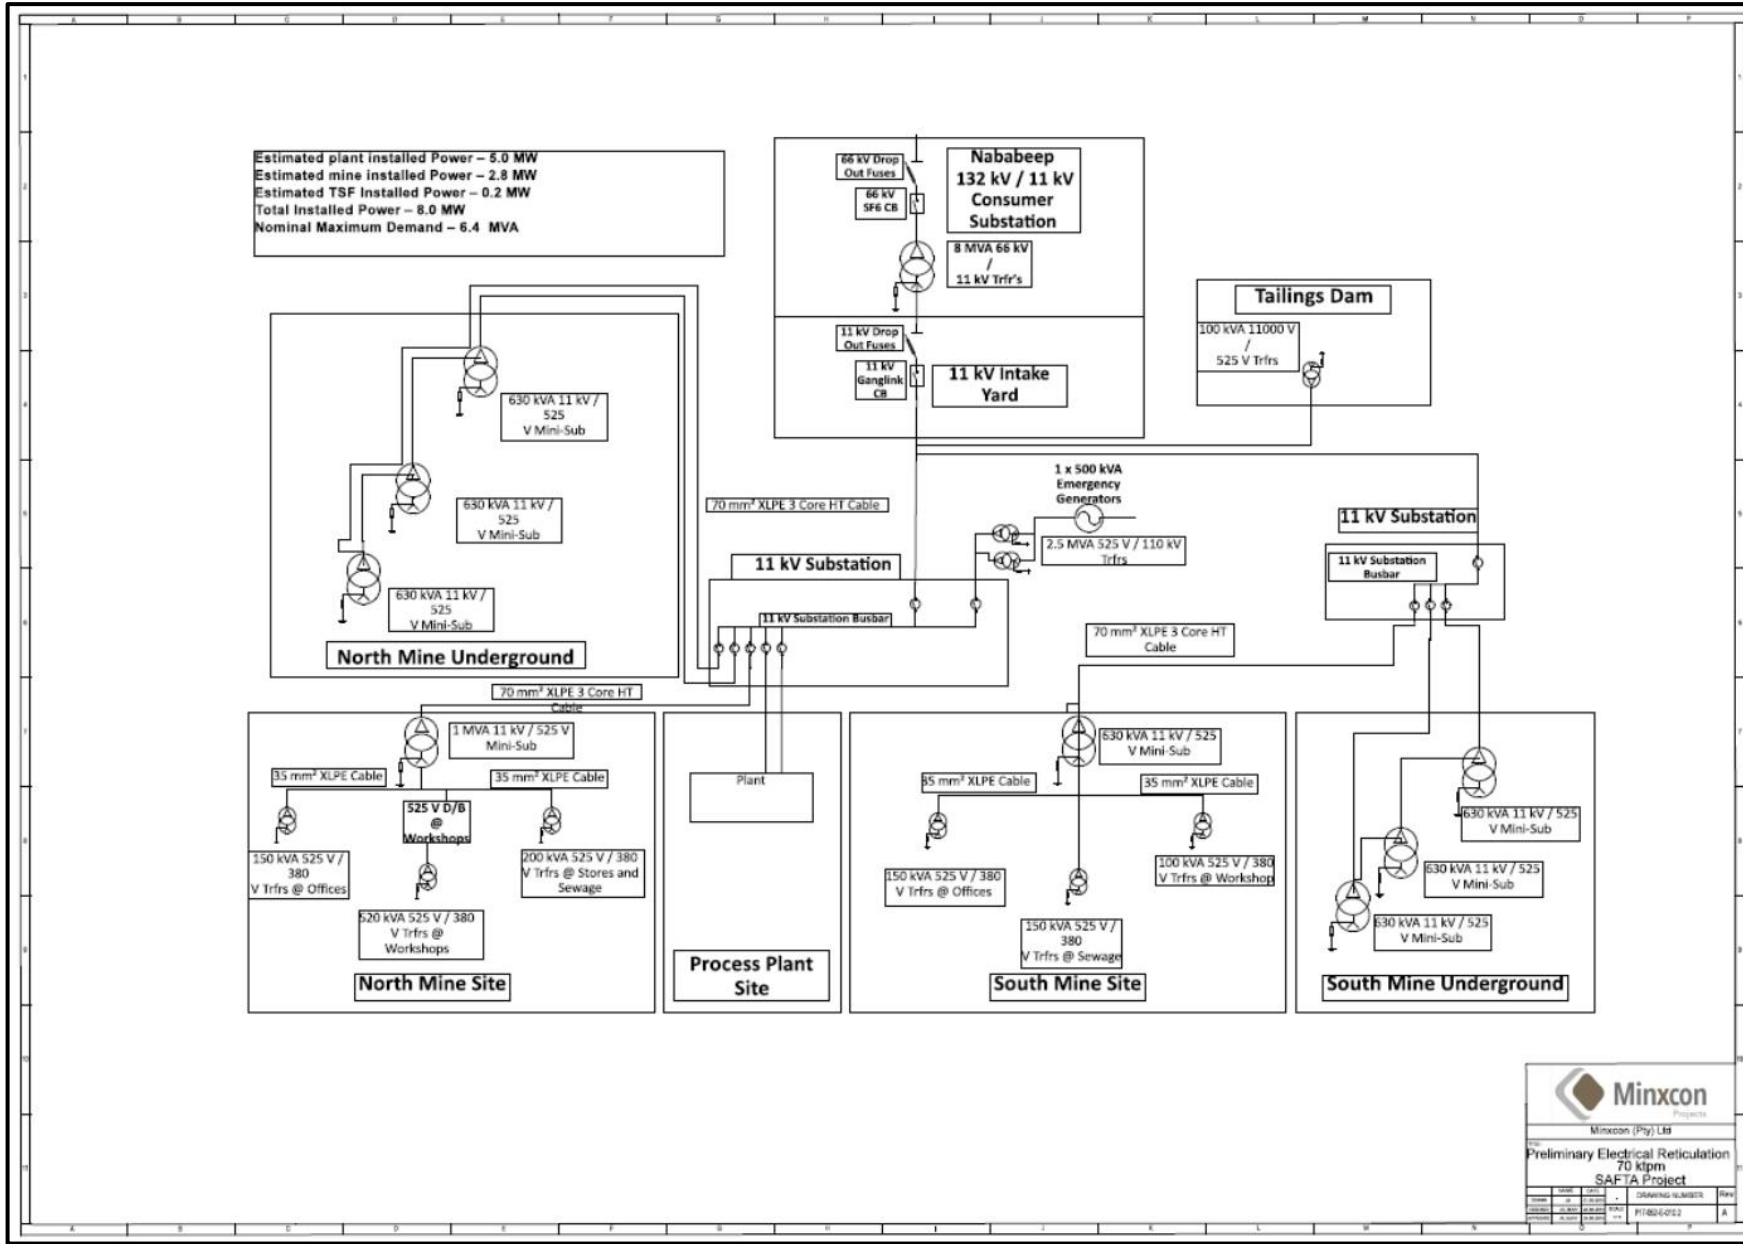 Estimated plant installed Power – 5.0 MW
Estimated mine installed Power – 2.8 MW
Estimated TSF Installed Power – 0.2 MW
Total Installed Power – 8.0 MW
Nominal Maximum Demand – 6.4 MVA
66 kV Drop
Out Fuses
66 kV
SF6 CB
Nababeep
132 kV / 11 kV
Consumer
Substation
8 MVA 66 kV
/
11 kV Trfr's
11 kV Drop
Out Fuses
11 kV
Ganglink
CB
11 kV Intake
Yard
Tailings Dam
100 kVA 11000 V
/
525 V Trfrs
630 kVA 11 kV /
525
V Mini-Sub
630 kVA 11 kV /
525
V Mini-Sub
630 kVA 11 kV /
525
V Mini-Sub
North Mine Underground
70 mm² XLPE 3 Core HT Cable
1 x 500 kVA
Emergency
Generators
2.5 MVA 525 V / 110 kV
Trfrs
11 kV Substation
11 kV Substation Busbar
11 kV Substation
11 kV Substation
Busbar
70 mm² XLPE 3 Core HT
Cable
70 mm² XLPE 3 Core HT
Cable
1 MVA 11 kV / 525 V
Mini-Sub
35 mm² XLPE Cable
35 mm² XLPE Cable
525 V D/B
@
Workshops
150 kVA 525 V /
380
V Trfrs @ Offices
200 kVA 525 V / 380
V Trfrs @ Stores and
Sewage
520 kVA 525 V / 380
V Trfrs @
Workshops
North Mine Site
Plant
Process Plant
Site
630 kVA 11 kV / 525
V Mini-Sub
35 mm² XLPE Cable
35 mm² XLPE Cable
150 kVA 525 V / 380
V Trfrs @ Offices
100 kVA 525 V / 380
V Trfrs @ Workshop
150 kVA 525 V /
380
V Trfrs @ Sewage
South Mine Site
630 kVA 11 kV / 525
V Mini-Sub
630 kVA 11 kV / 525
V Mini-Sub
630 kVA 11 kV / 525
V Mini-Sub
South Mine Underground
Minxcon
Projects
Minxcon (Pty) Ltd
Preliminary Electrical Reticulation
70 ktpm
SAFTA Project
DRAWING NUMBER
Rev
A